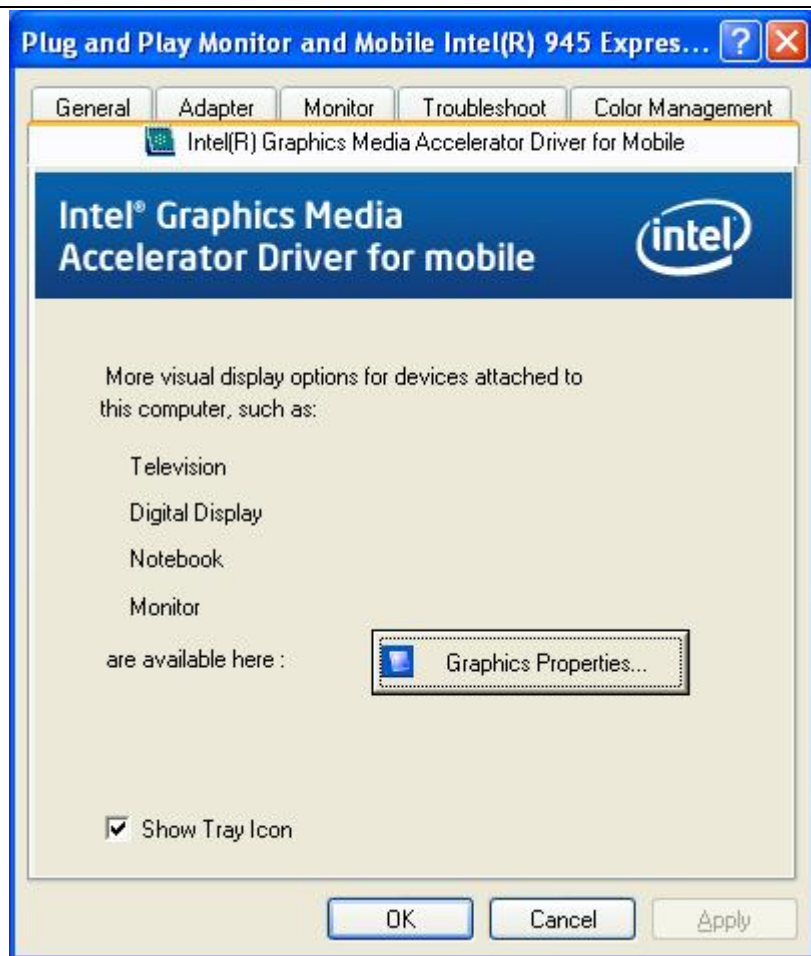 Plug and Play Monitor and Mobile Intel(R) 945 Expres...
General Adapter Monitor Troubleshoot Color Management
Intel(R) Graphics Media Accelerator Driver for Mobile
Intel® Graphics Media
Accelerator Driver for mobile
intel
More visual display options for devices attached to
this computer, such as:
Television
Digital Display
Notebook
Monitor
are available here :
Graphics Properties...
Show Tray Icon
OK Cancel Apply